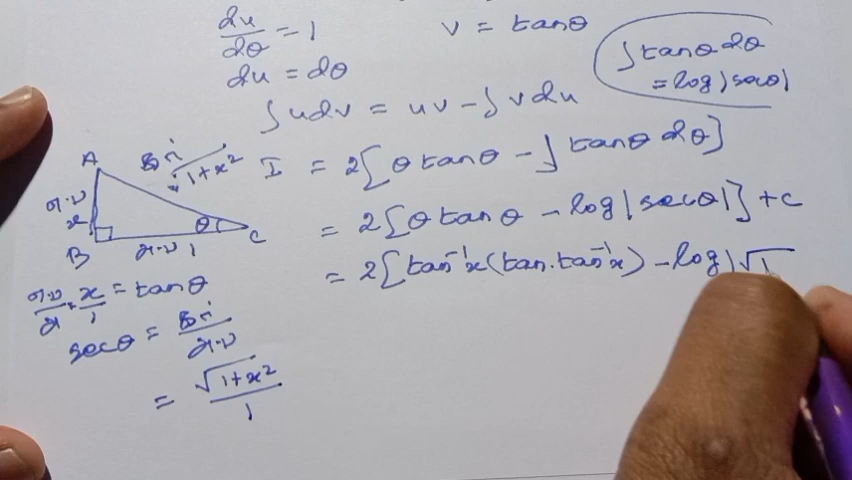 du/dθ = 1 v = tanθ
du = dθ
∫tanθ dθ
= log|secθ|
∫udv = uv - ∫vdu
I = 2[θ tanθ - ∫ tanθ dθ]
= 2[θ tanθ - log|secθ|] + c
= 2[tan⁻¹x(tan.tan⁻¹x) - log|√1
A
√1+x²
x
θ
B
1
C
x/1 = tanθ
secθ =
= √1+x²/1